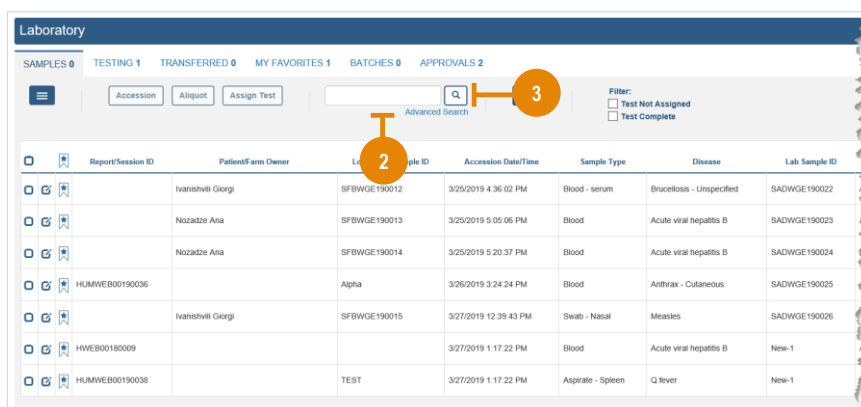 Laboratory
SAMPLES 0 TESTING 1 TRANSFERRED 0 MY FAVORITES 1 BATCHES 0 APPROVALS 2
Accession Aliquot Assign Test
3
Filter:
Test Not Assigned
Test Complete
Advanced Search
2
Report/Session ID Patient/Farm Owner ple ID Accession Date/Time Sample Type Disease Lab Sample ID
Ivanishvili Giorgi SFBWGE190012 3/25/2019 4:36:02 PM Blood - serum Brucellosis - Unspecified SADWGE190022
Nozadze Ana SFBWGE190013 3/25/2019 5:05:06 PM Blood Acute viral hepatitis B SADWGE190023
Nozadze Ana SFBWGE190014 3/25/2019 5:20:37 PM Blood Acute viral hepatitis B SADWGE190024
HUMWEB00190036 Alpha 3/26/2019 3:24:24 PM Blood Anthrax - Cutaneous SADWGE190025
Ivanishvili Giorgi SFBWGE190015 3/27/2019 12:39:43 PM Swab - Nasal Measles SADWGE190026
HWEB00180009 3/27/2019 1:17:22 PM Blood Acute viral hepatitis B New-1
HUMWEB00190038 TEST 3/27/2019 1:17:22 PM Aspirate - Spleen Q fever New-1